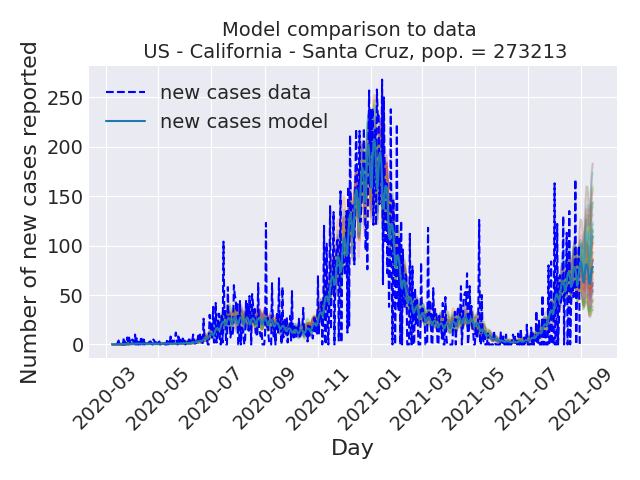 Model comparison to data
US - California - Santa Cruz, pop. = 273213
Number of new cases reported
250
200
150
100
50
0
new cases data
new cases model
2020-03
2020-05
2020-07
2020-09
2020-11
2021-01
2021-03
2021-05
2021-07
2021-09
Day